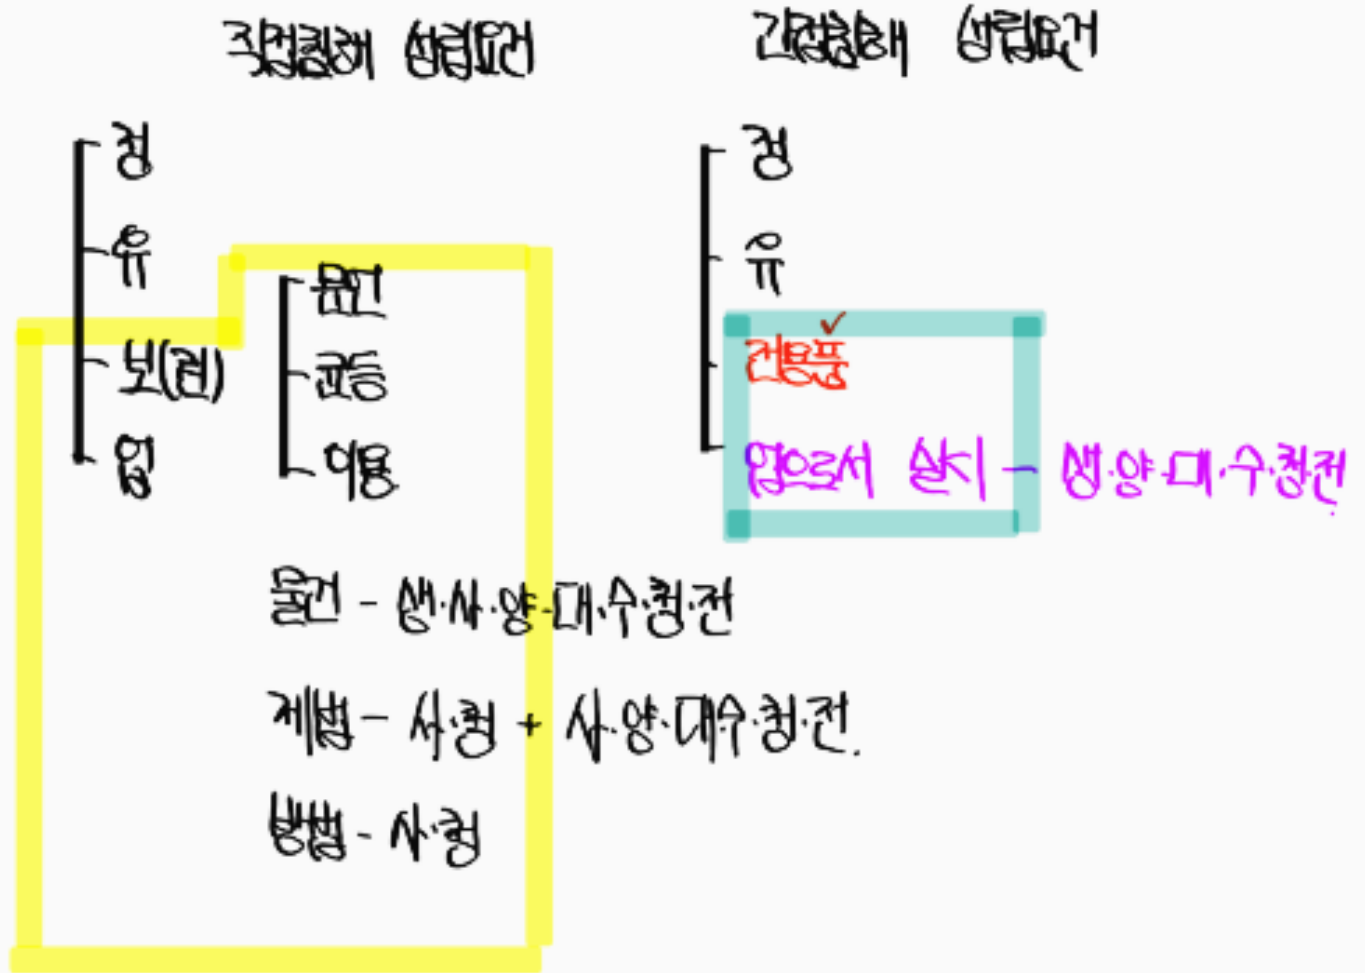 직접침해 성립요건
정
유
보(괸)
업
문언
균등
이용
물건 - 생·사·양·대·수·청·전
제법 - 사·청 + 사·양·대·수·청·전.
방법 - 사·청
간접침해 성립요건
정
유
전용품 ✓
업으로서 실시 - 생·양·대·수·청·전.